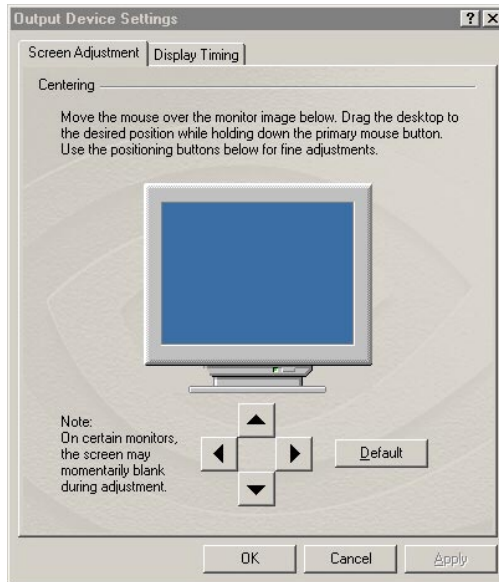 Output Device Settings
Screen Adjustment
Display Timing
Centering
Move the mouse over the monitor image below. Drag the desktop to
the desired position while holding down the primary mouse button.
Use the positioning buttons below for fine adjustments.
Note:
On certain monitors,
the screen may
momentarily blank
during adjustment.
Default
OK
Cancel
Apply